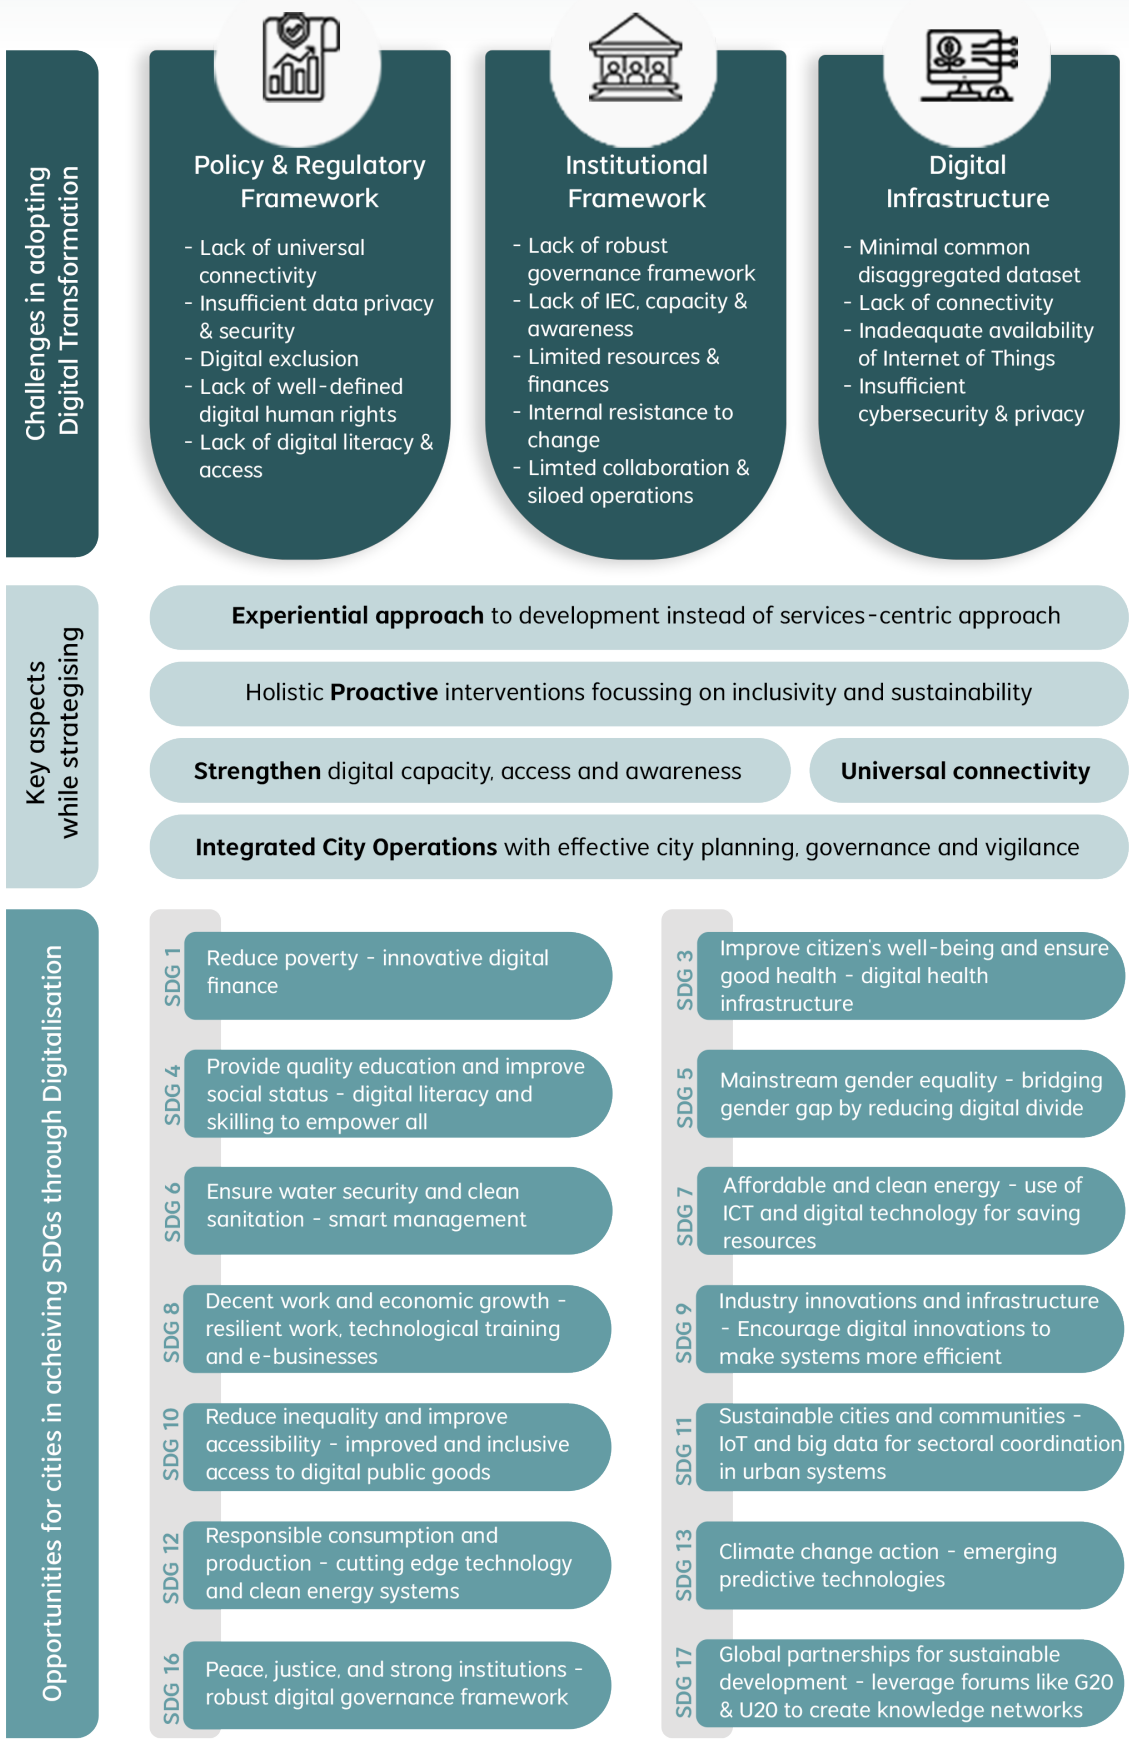 Challenges in adopting
Digital Transformation
Policy & Regulatory
Framework
- Lack of universal
connectivity
- Insufficient data privacy
& security
- Digital exclusion
- Lack of well-defined
digital human rights
- Lack of digital literacy &
access
Institutional
Framework
- Lack of robust
governance framework
- Lack of IEC, capacity &
awareness
- Limited resources &
finances
- Internal resistance to
change
- Limted collaboration &
siloed operations
Digital
Infrastructure
- Minimal common
disaggregated dataset
- Lack of connectivity
- Inadeaquate availability
of Internet of Things
- Insufficient
cybersecurity & privacy
Key aspects
while strategising
Experiential approach to development instead of services-centric approach
Holistic Proactive interventions focussing on inclusivity and sustainability
Strengthen digital capacity, access and awareness
Universal connectivity
Integrated City Operations with effective city planning, governance and vigilance
Opportunities for cities in acheiving SDGs through Digitalisation
SDG 1
Reduce poverty - innovative digital
finance
SDG 3
Improve citizen's well-being and ensure
good health - digital health
infrastructure
SDG 4
Provide quality education and improve
social status - digital literacy and
skilling to empower all
SDG 5
Mainstream gender equality - bridging
gender gap by reducing digital divide
SDG 6
Ensure water security and clean
sanitation - smart management
SDG 7
Affordable and clean energy - use of
ICT and digital technology for saving
resources
SDG 8
Decent work and economic growth -
resilient work, technological training
and e-businesses
SDG 9
Industry innovations and infrastructure
- Encourage digital innovations to
make systems more efficient
SDG 10
Reduce inequality and improve
accessibility - improved and inclusive
access to digital public goods
SDG 11
Sustainable cities and communities -
IoT and big data for sectoral coordination
in urban systems
SDG 12
Responsible consumption and
production - cutting edge technology
and clean energy systems
SDG 13
Climate change action - emerging
predictive technologies
SDG 16
Peace, justice, and strong institutions -
robust digital governance framework
SDG 17
Global partnerships for sustainable
development - leverage forums like G20
& U20 to create knowledge networks